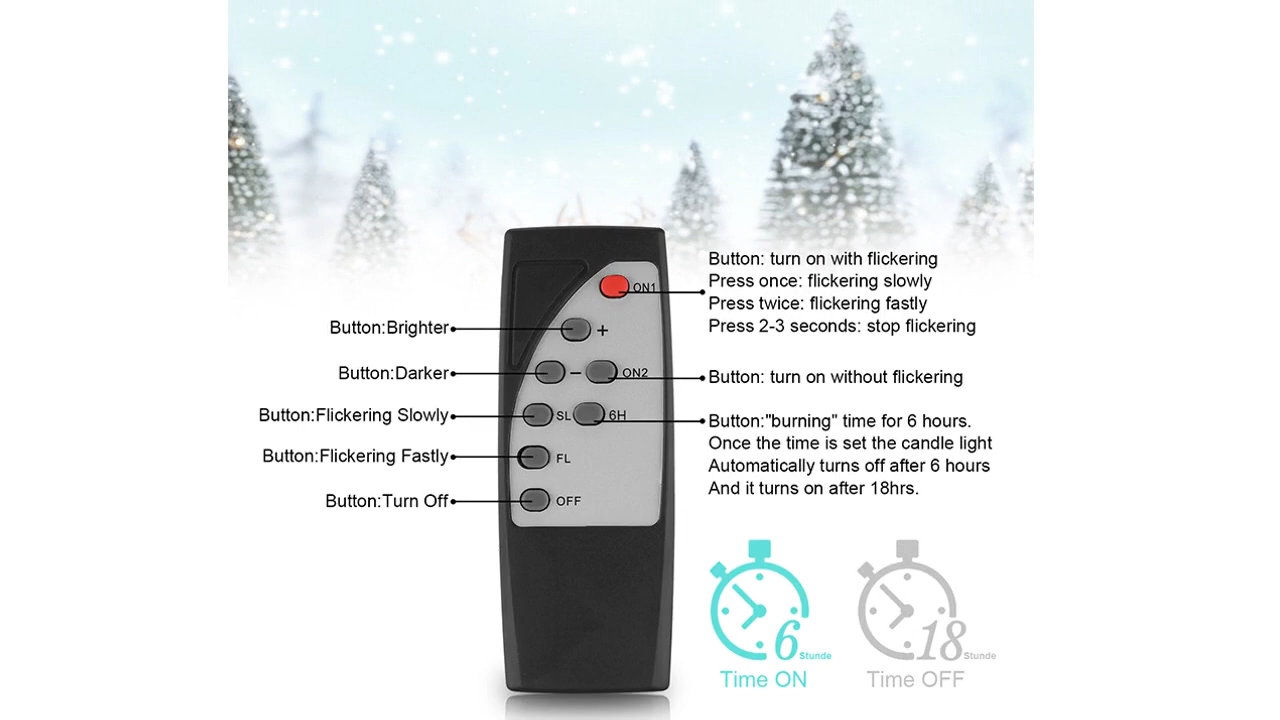 Button: turn on with flickering
Press once: flickering slowly
Press twice: flickering fastly
Press 2-3 seconds: stop flickering
ON1
Button:Brighter
+
Button:Darker
−
ON2
Button: turn on without flickering
Button:Flickering Slowly
SL
6H
Button:"burning" time for 6 hours.
Once the time is set the candle light
Automatically turns off after 6 hours
And it turns on after 18hrs.
Button:Flickering Fastly
FL
Button:Turn Off
OFF
6 Stunde
Time ON
18 Stunde
Time OFF